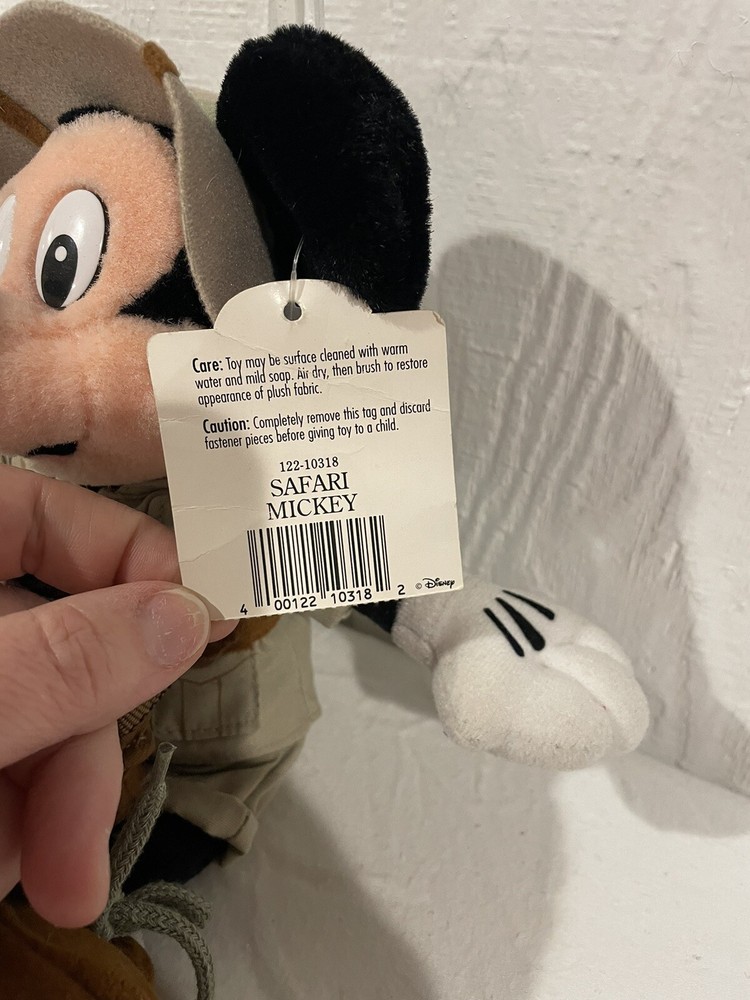 Care: Toy may be surface cleaned with warm
water and mild soap. Air dry, then brush to restore
appearance of plush fabric.
Caution: Completely remove this tag and discard
fastener pieces before giving toy to a child.
122-10318
SAFARI
MICKEY
4 00122 10318 2 © Disney